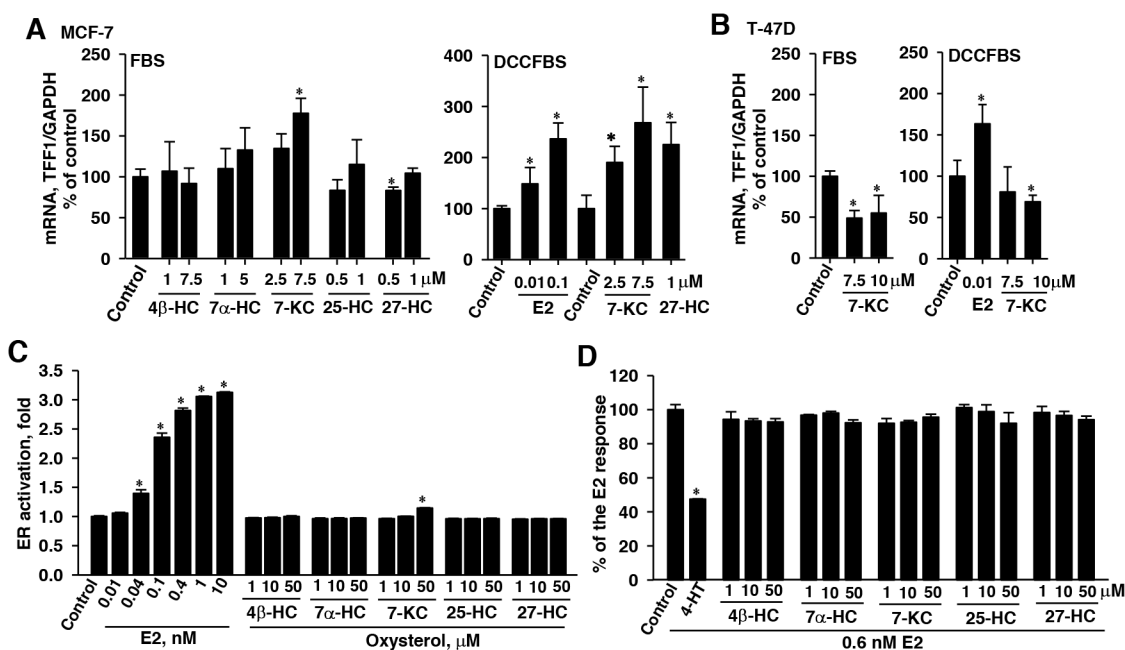 A MCF-7
FBS
mRNA, TFF1/GAPDH
% of control
250
200
150
100
50
0
* *
Control 1 7.5 1 5 2.5 7.5 0.5 1 0.5 1 μM
4β-HC 7α-HC 7-KC 25-HC 27-HC
DCCFBS
400
300
200
100
0
* * * * *
Control 0.01 0.1 Control 2.5 7.5 1 μM
E2 7-KC 27-HC
B T-47D
FBS
mRNA, TFF1/GAPDH
% of control
250
200
150
100
50
0
* *
Control 7.5 10 μM
7-KC
DCCFBS
250
200
150
100
50
0
* *
Control 0.01 7.5 10 μM
E2 7-KC
C
ER activation, fold
3.5
3.0
2.5
2.0
1.5
1.0
0.5
0.0
* * * * * *
Control 0.01 0.04 0.1 0.4 1 10 1 10 50 1 10 50 1 10 50 1 10 50 1 10 50
4β-HC 7α-HC 7-KC 25-HC 27-HC
E2, nM Oxysterol, μM
D
% of the E2 response
120
100
80
60
40
20
0
*
Control 4-HT 1 10 50 1 10 50 1 10 50 1 10 50 1 10 50 μM
4β-HC 7α-HC 7-KC 25-HC 27-HC
0.6 nM E2